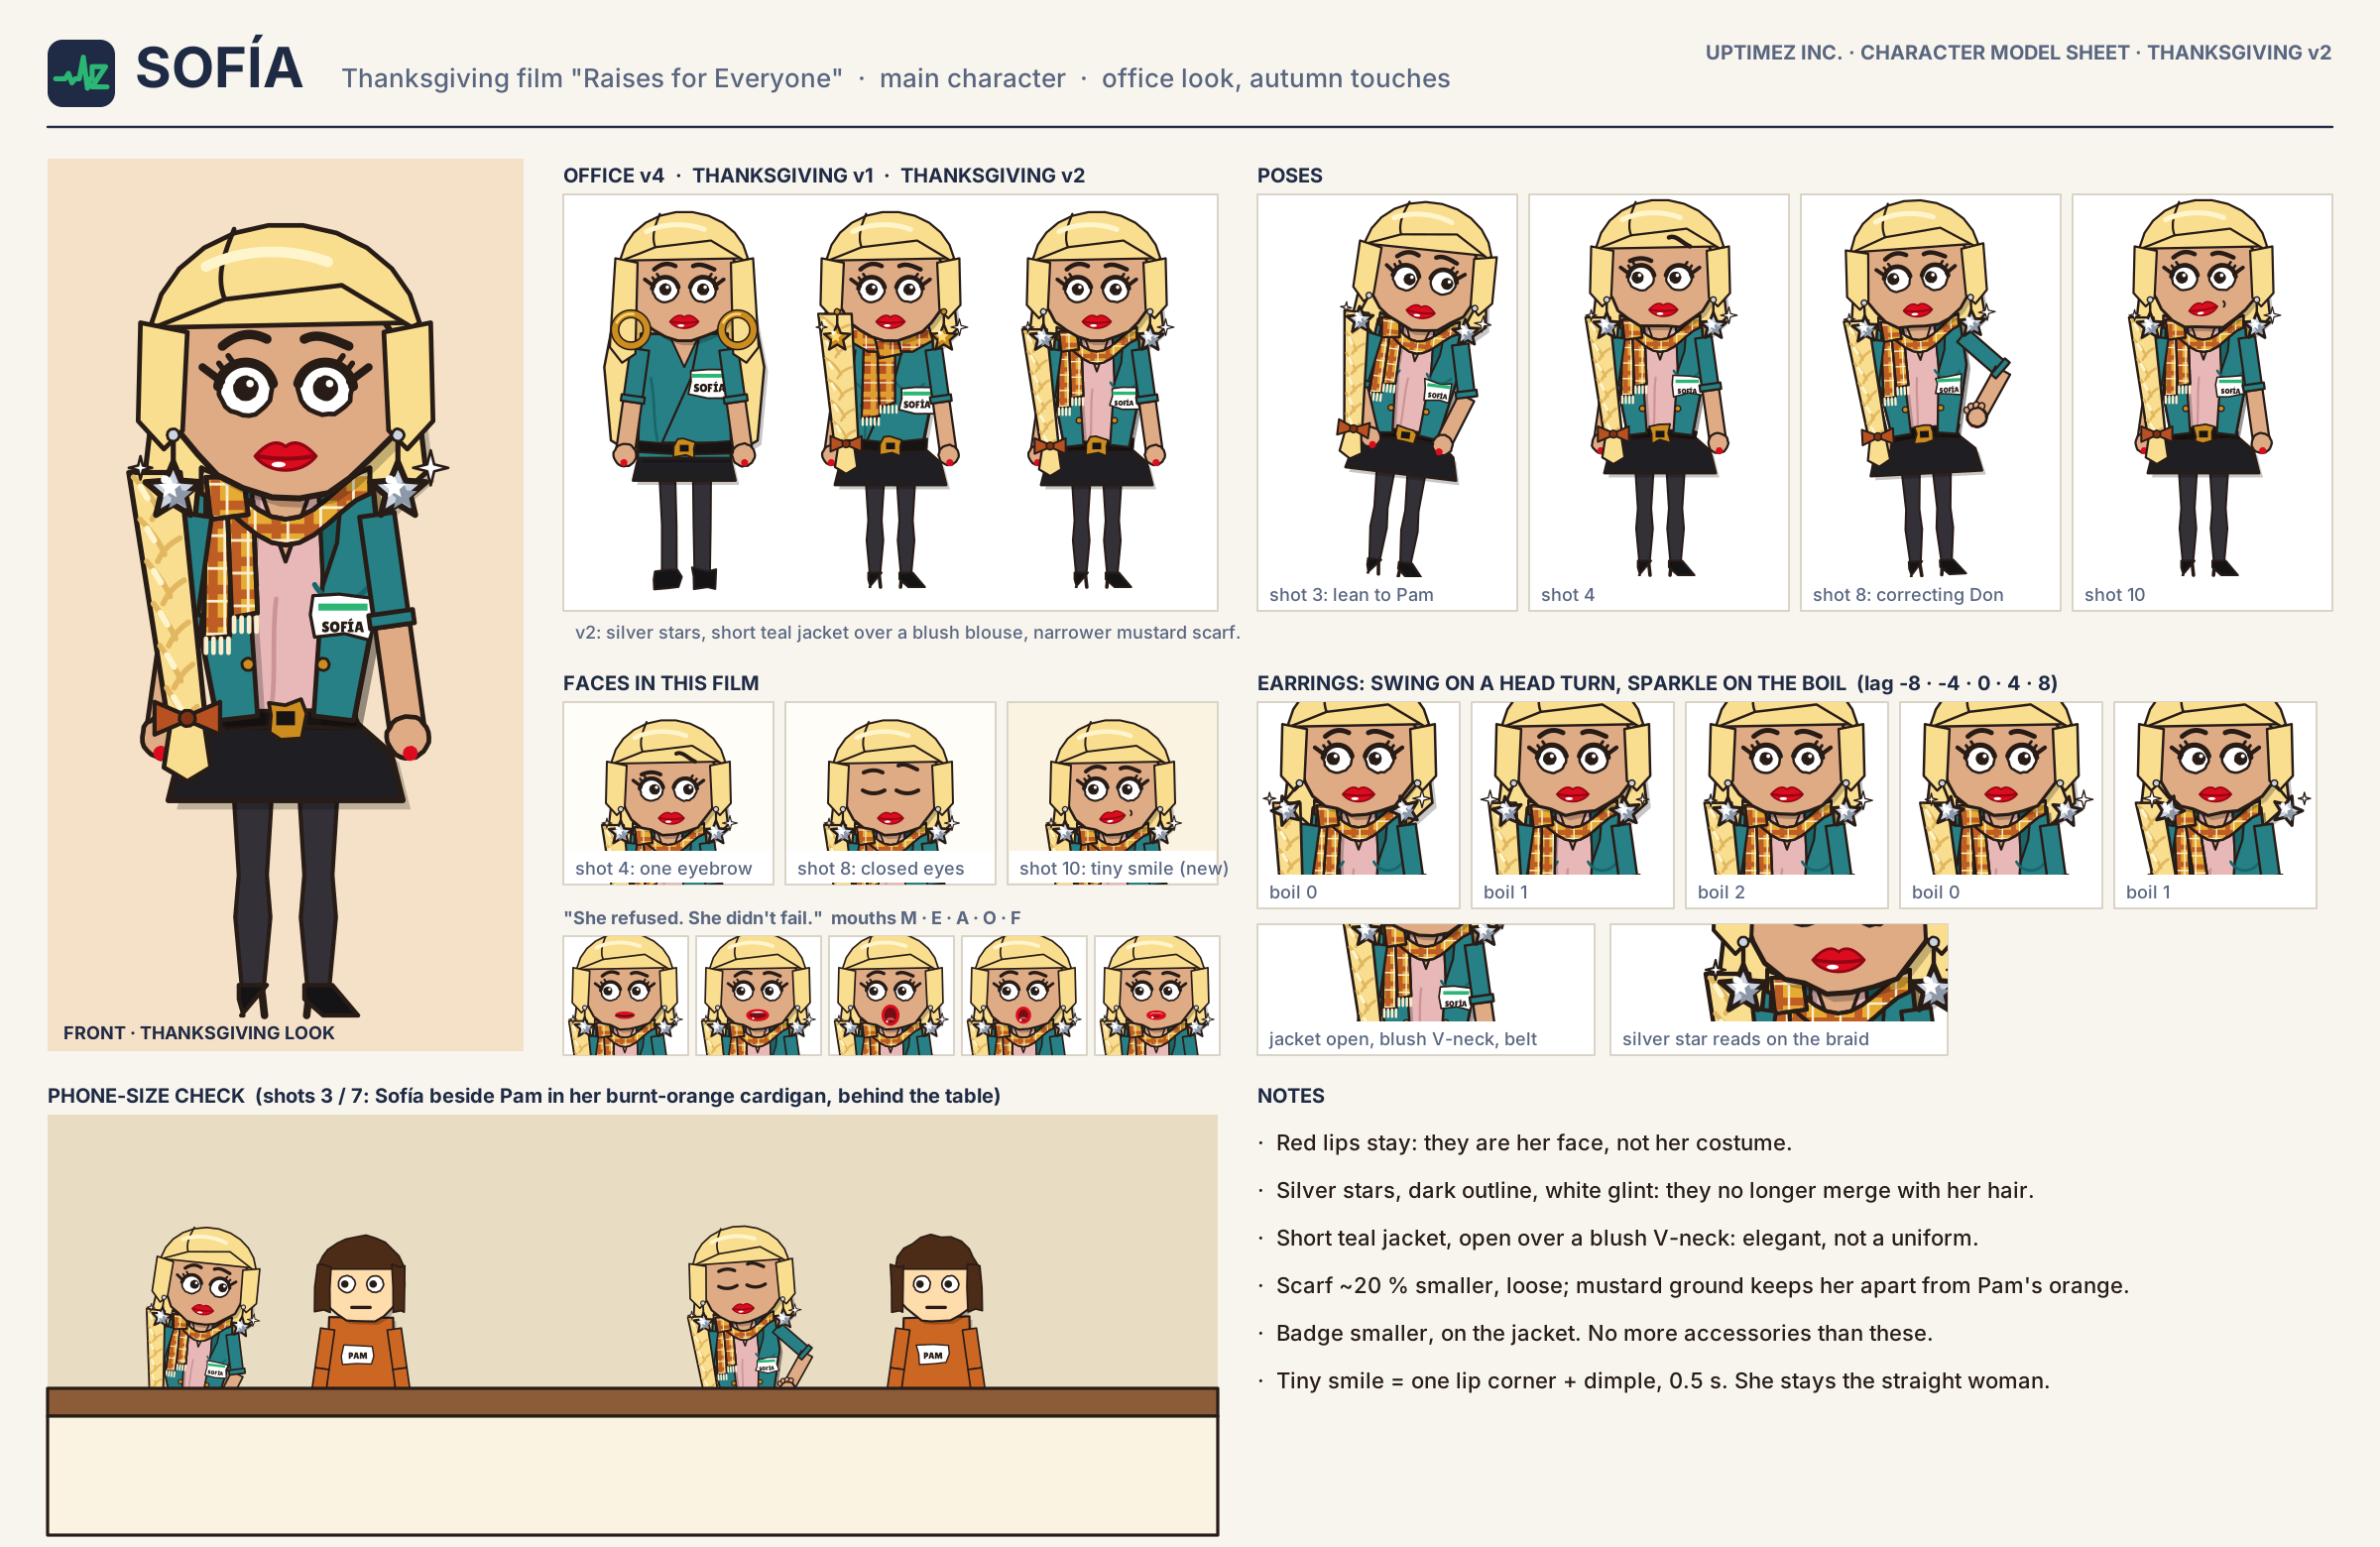 SOFÍA
Thanksgiving film "Raises for Everyone" · main character · office look, autumn touches
UPTIMEZ INC. · CHARACTER MODEL SHEET · THANKSGIVING v2
SOFÍA
FRONT · THANKSGIVING LOOK
OFFICE v4 · THANKSGIVING v1 · THANKSGIVING v2
SOFÍA
SOFÍA
SOFÍA
v2: silver stars, short teal jacket over a blush blouse, narrower mustard scarf.
POSES
SOFÍA
SOFÍA
SOFÍA
SOFÍA
shot 3: lean to Pam
shot 4
shot 8: correcting Don
shot 10
FACES IN THIS FILM
shot 4: one eyebrow
shot 8: closed eyes
shot 10: tiny smile (new)
"She refused. She didn't fail." mouths M · E · A · O · F
EARRINGS: SWING ON A HEAD TURN, SPARKLE ON THE BOIL (lag -8 · -4 · 0 · 4 · 8)
boil 0
boil 1
boil 2
boil 0
boil 1
SOFÍA
jacket open, blush V-neck, belt
silver star reads on the braid
PHONE-SIZE CHECK (shots 3 / 7: Sofía beside Pam in her burnt-orange cardigan, behind the table)
SOFÍA
PAM
SOFÍA
PAM
NOTES
· Red lips stay: they are her face, not her costume.
· Silver stars, dark outline, white glint: they no longer merge with her hair.
· Short teal jacket, open over a blush V-neck: elegant, not a uniform.
· Scarf ~20 % smaller, loose; mustard ground keeps her apart from Pam's orange.
· Badge smaller, on the jacket. No more accessories than these.
· Tiny smile = one lip corner + dimple, 0.5 s. She stays the straight woman.